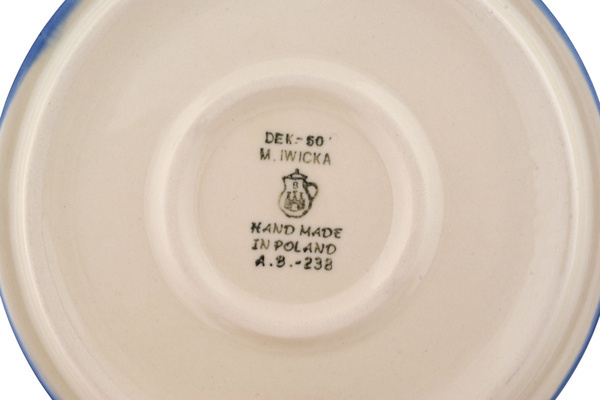 DEK.-50
M. IWICKA
B
HAND MADE
IN POLAND
A.B.-238